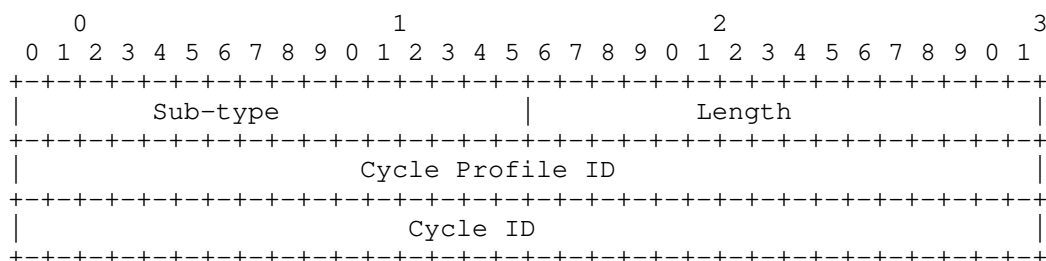 0                   1                   2                   3
 0 1 2 3 4 5 6 7 8 9 0 1 2 3 4 5 6 7 8 9 0 1 2 3 4 5 6 7 8 9 0 1
+-+-+-+-+-+-+-+-+-+-+-+-+-+-+-+-+-+-+-+-+-+-+-+-+-+-+-+-+-+-+-+-+
|        Sub-type               |          Length               |
+-+-+-+-+-+-+-+-+-+-+-+-+-+-+-+-+-+-+-+-+-+-+-+-+-+-+-+-+-+-+-+-+
|                     Cycle Profile ID                          |
+-+-+-+-+-+-+-+-+-+-+-+-+-+-+-+-+-+-+-+-+-+-+-+-+-+-+-+-+-+-+-+-+
|                        Cycle ID                               |
+-+-+-+-+-+-+-+-+-+-+-+-+-+-+-+-+-+-+-+-+-+-+-+-+-+-+-+-+-+-+-+-+